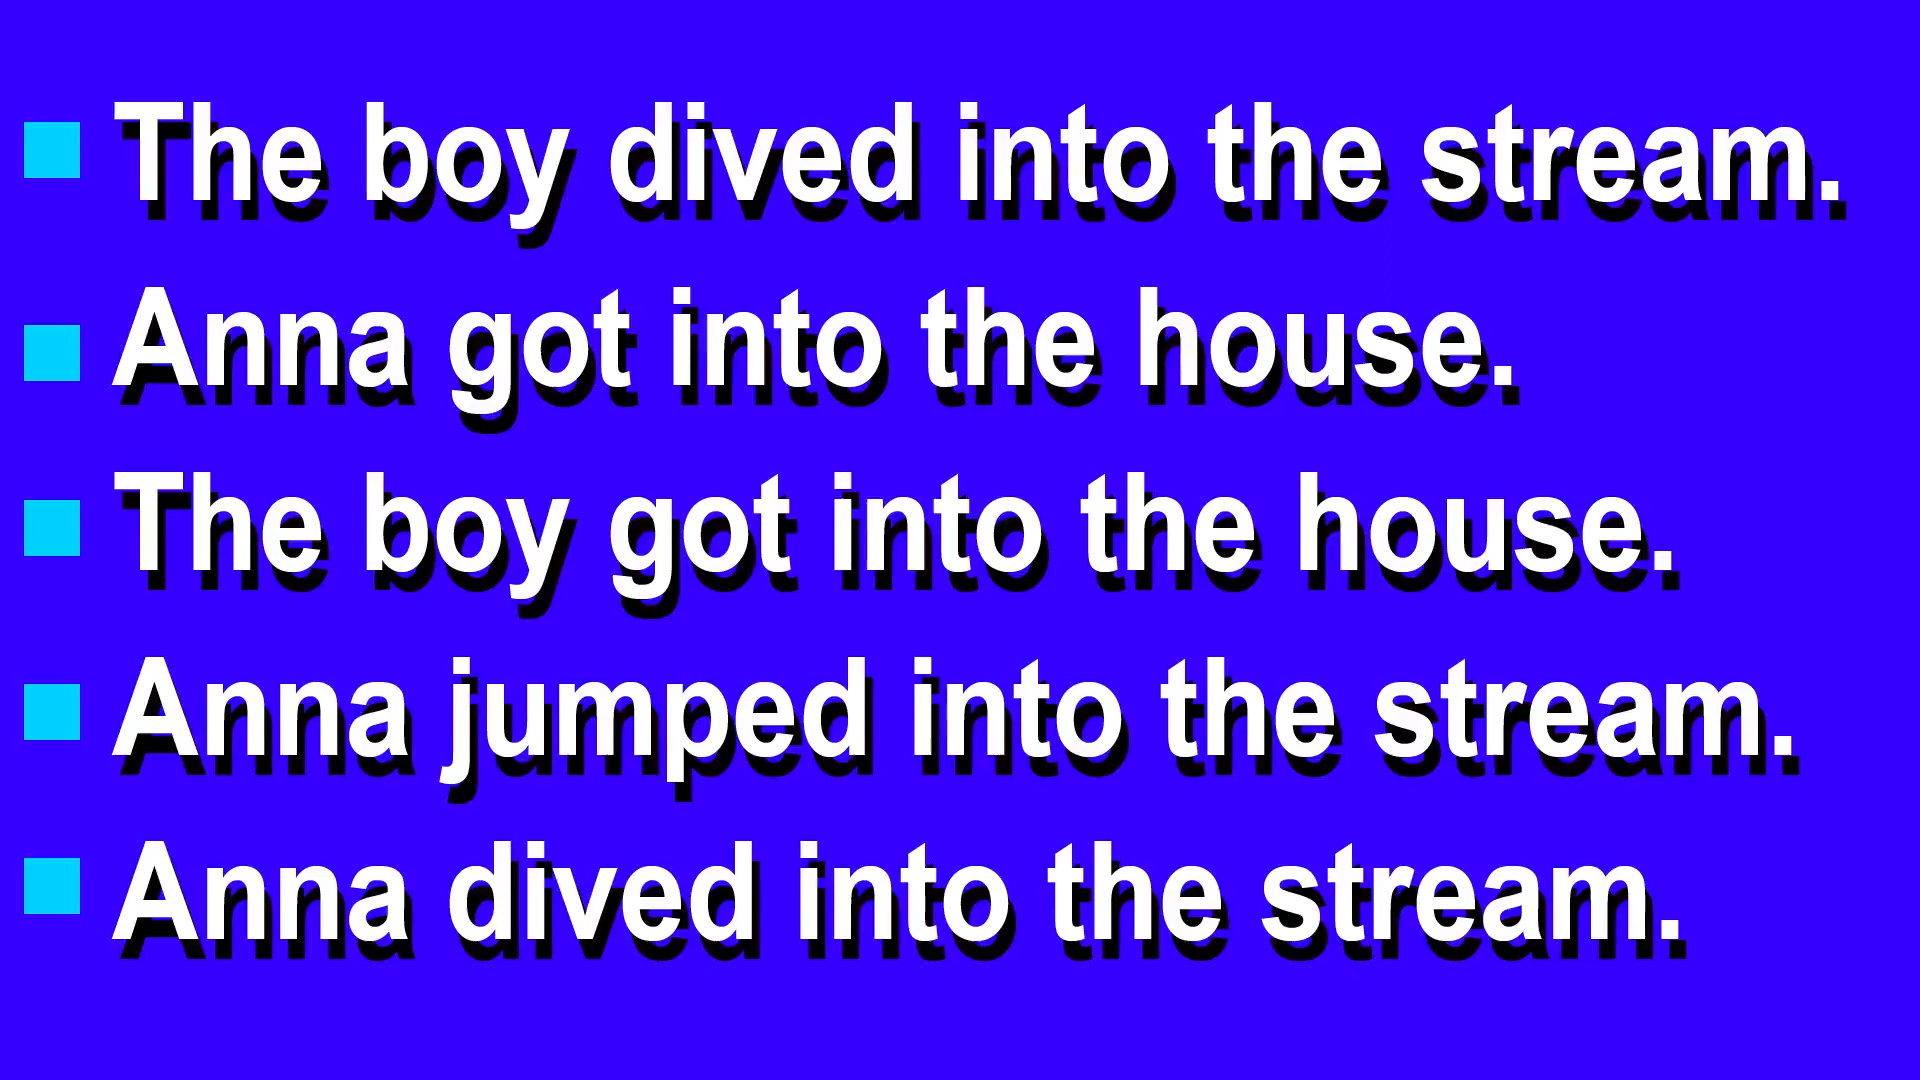 The boy dived into the stream.
Anna got into the house.
The boy got into the house.
Anna jumped into the stream.
Anna dived into the stream.